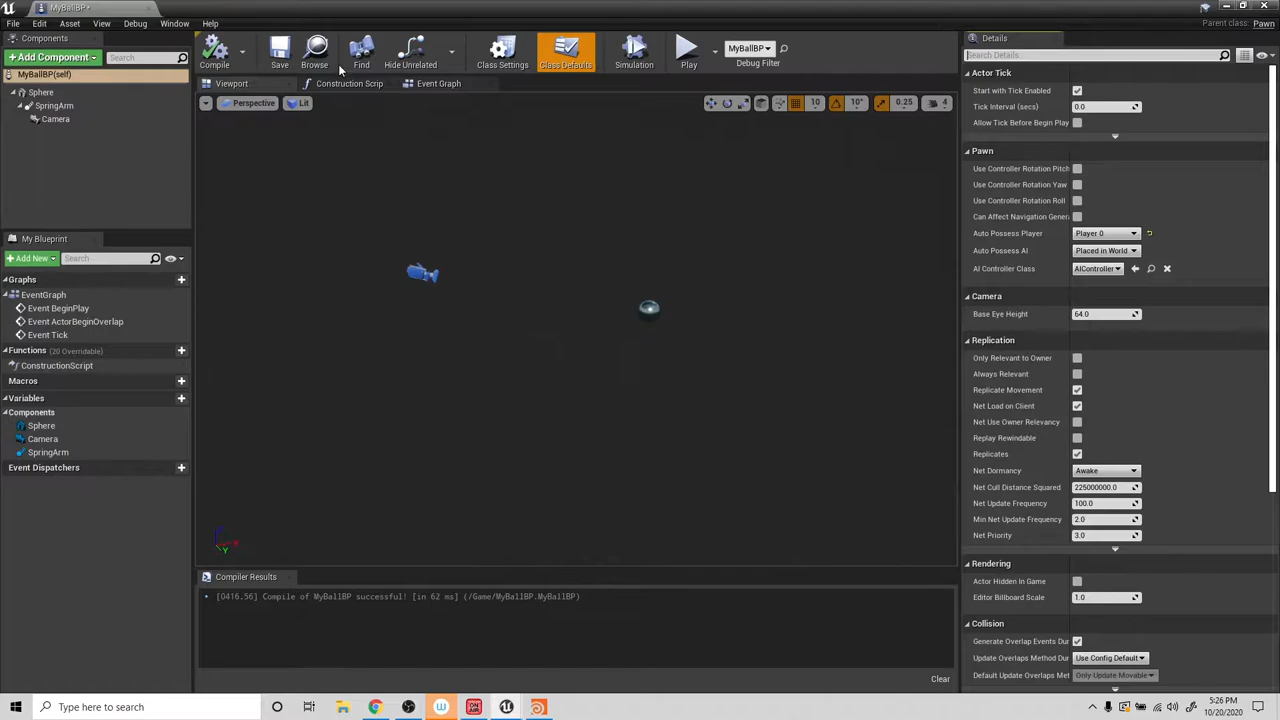 MyBallBP*
File Edit Asset View Debug Window Help
Parent class: Pawn
Components
Details
+Add Component
Search
MyBallBP(self)
Sphere
SpringArm
Camera
Compile
Save
Browse
Find
Hide Unrelated
Class Settings
Class Defaults
Simulation
Play
MyBallBP
Debug Filter
Viewport
Construction Scrip
Event Graph
Perspective
Lit
10
10°
0.25
4
My Blueprint
+Add New
Search
Graphs
EventGraph
Event BeginPlay
Event ActorBeginOverlap
Event Tick
Functions (20 Overridable)
ConstructionScript
Macros
Variables
Components
Sphere
Camera
SpringArm
Event Dispatchers
Compiler Results
[0416.56] Compile of MyBallBP successful! [in 62 ms] (/Game/MyBallBP.MyBallBP)
Clear
Search Details
Actor Tick
Start with Tick Enabled
Tick Interval (secs) 0.0
Allow Tick Before Begin Play
Pawn
Use Controller Rotation Pitch
Use Controller Rotation Yaw
Use Controller Rotation Roll
Can Affect Navigation Genera
Auto Possess Player Player 0
Auto Possess AI Placed in World
AI Controller Class AIController
Camera
Base Eye Height 64.0
Replication
Only Relevant to Owner
Always Relevant
Replicate Movement
Net Load on Client
Net Use Owner Relevancy
Replay Rewindable
Replicates
Net Dormancy Awake
Net Cull Distance Squared 225000000.0
Net Update Frequency 100.0
Min Net Update Frequency 2.0
Net Priority 3.0
Rendering
Actor Hidden In Game
Editor Billboard Scale 1.0
Collision
Generate Overlap Events Dur
Update Overlaps Method Dur Use Config Default
Default Update Overlaps Met Only Update Movable
Type here to search
5:26 PM
10/20/2020